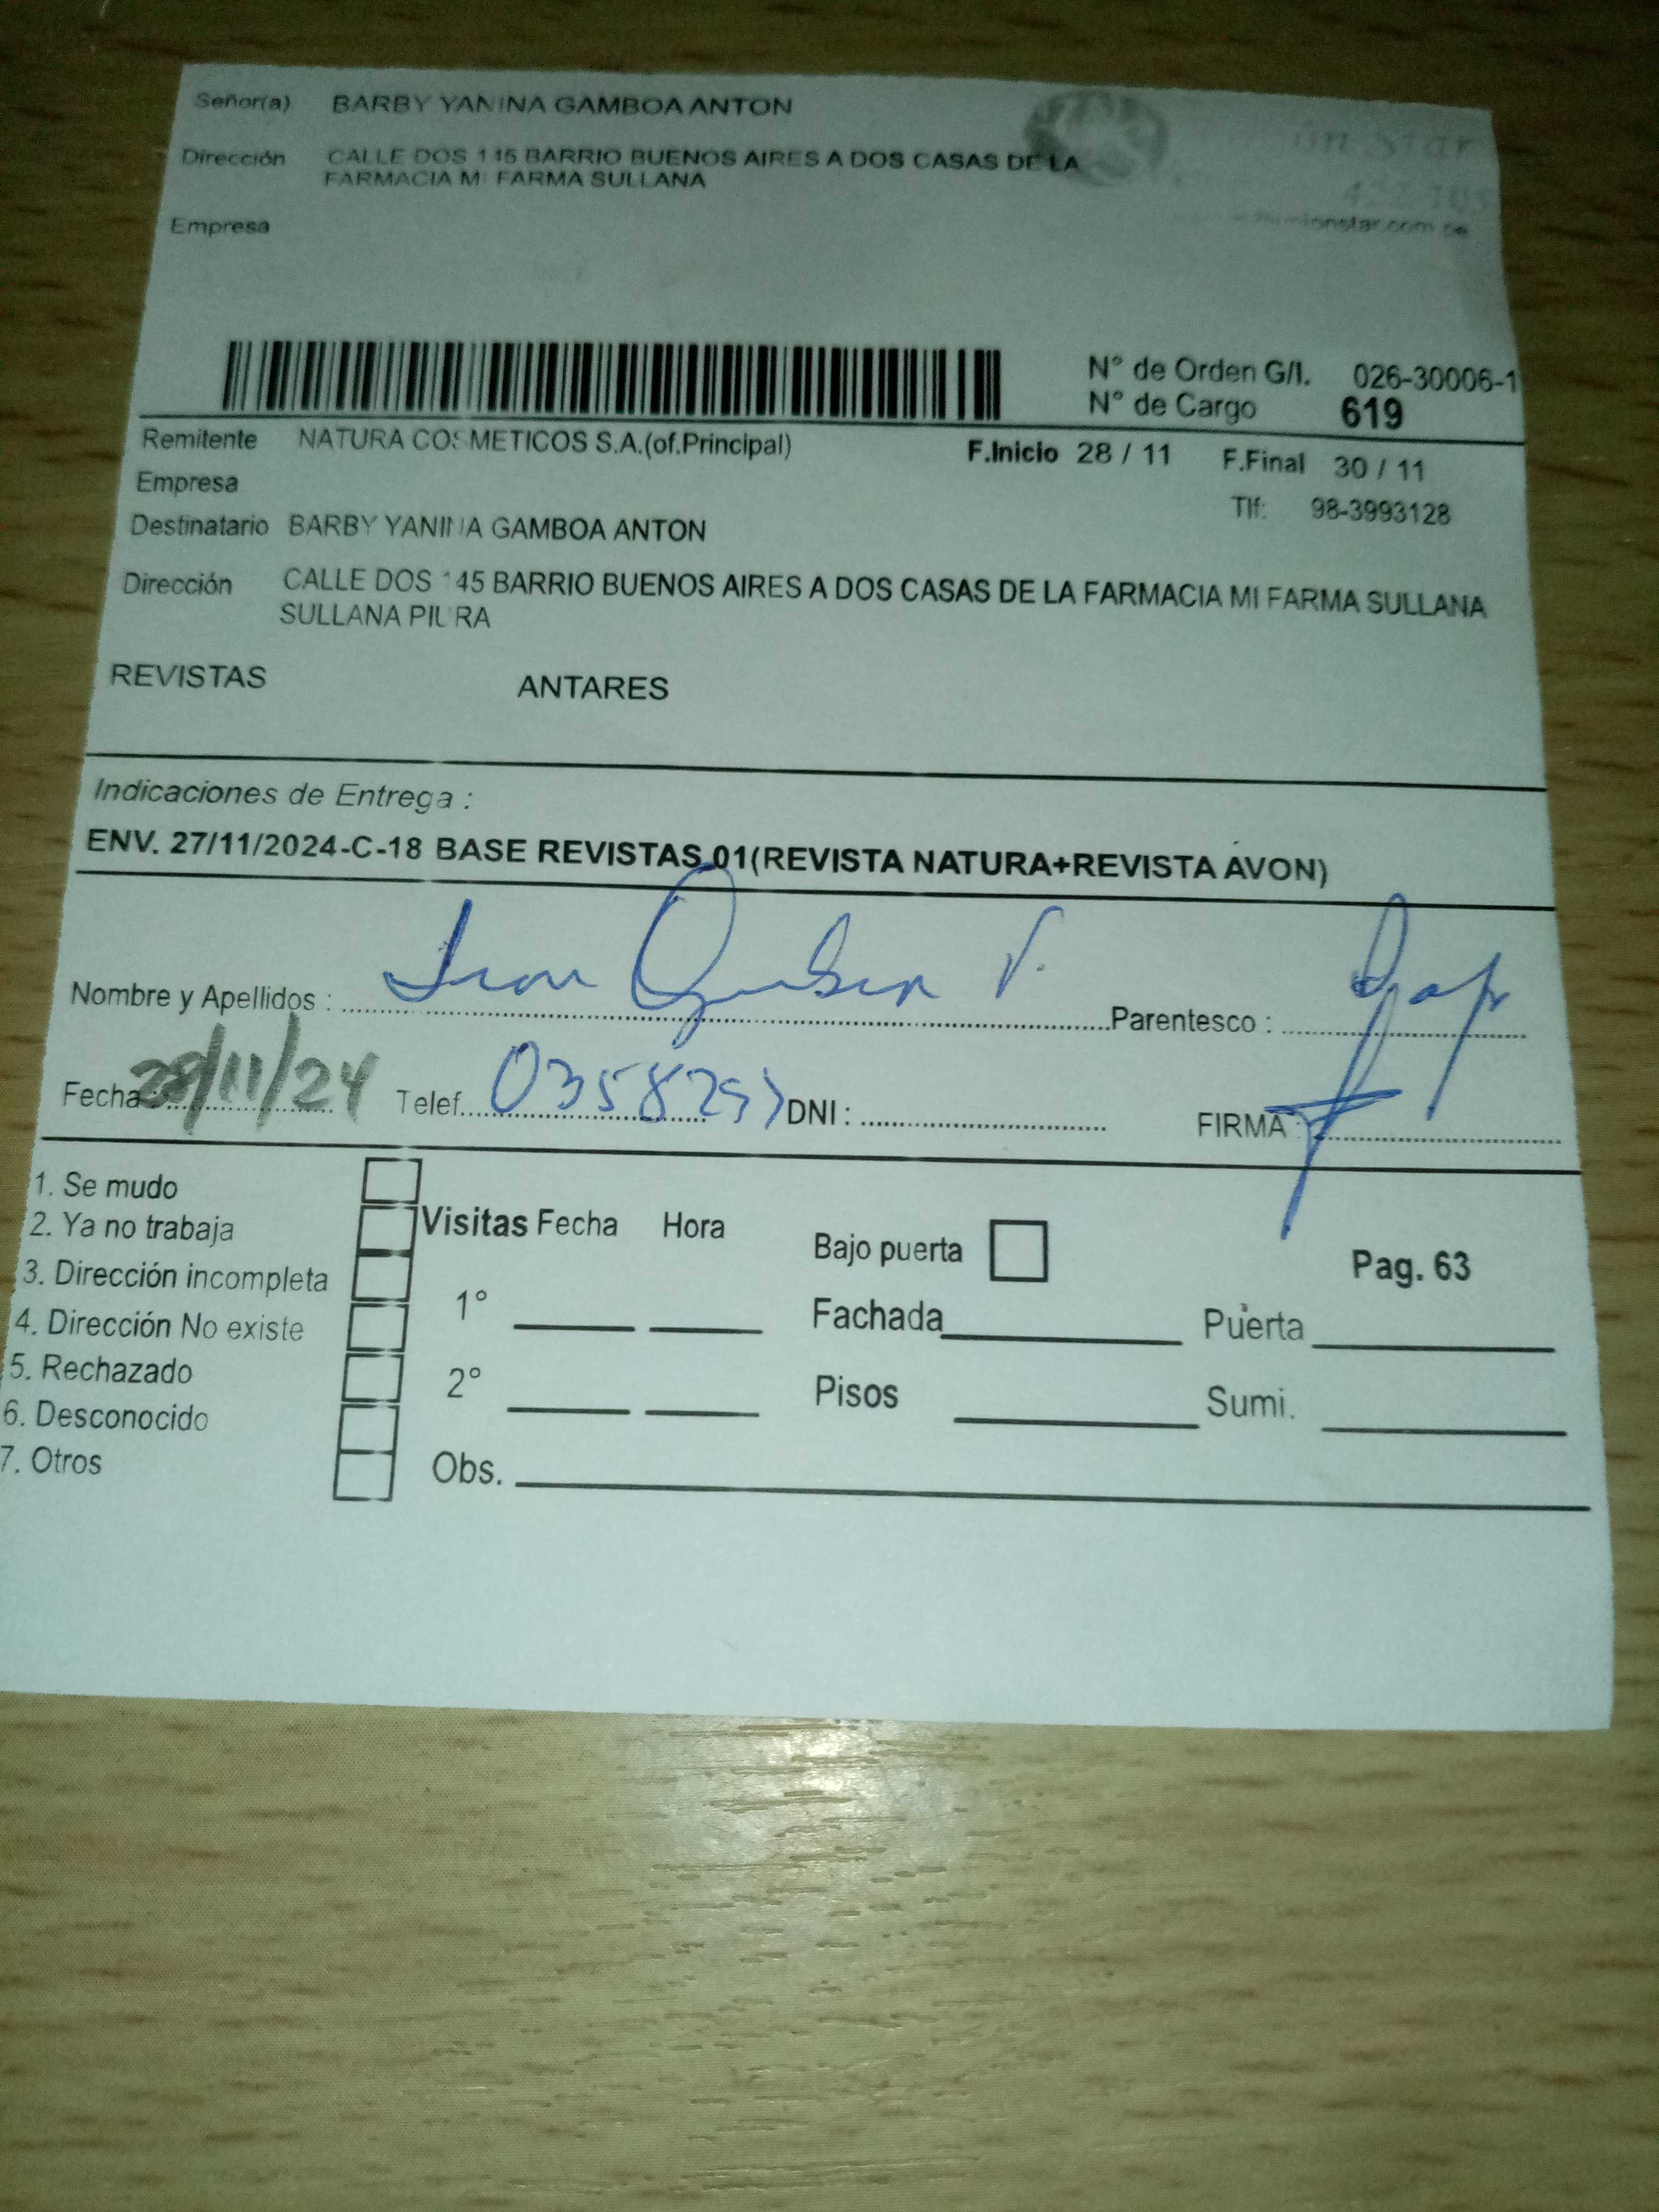 Señor(a) BARBY YANINA GAMBOA ANTON
Dirección CALLE DOS 145 BARRIO BUENOS AIRES A DOS CASAS DE LA
FARMACIA MI FARMA SULLANA
Empresa
N° de Orden G/I. 026-30006-1
N° de Cargo 619
Remitente NATURA COSMETICOS S.A.(of.Principal) F.Inicio 28 / 11 F.Final 30 / 11
Empresa
Tlf: 98-3993128
Destinatario BARBY YANINA GAMBOA ANTON
Dirección CALLE DOS 145 BARRIO BUENOS AIRES A DOS CASAS DE LA FARMACIA MI FARMA SULLANA
SULLANA PIURA
REVISTAS ANTARES
Indicaciones de Entrega :
ENV. 27/11/2024-C-18 BASE REVISTAS 01(REVISTA NATURA+REVISTA AVON)
Nombre y Apellidos : Parentesco :
Fecha : 28/11/24 Telef. DNI : FIRMA :
1. Se mudo
2. Ya no trabaja
3. Dirección incompleta
4. Dirección No existe
5. Rechazado
6. Desconocido
7. Otros
Visitas Fecha Hora
1°
2°
Obs.
Bajo puerta Pag. 63
Fachada Puerta
Pisos Sumi.